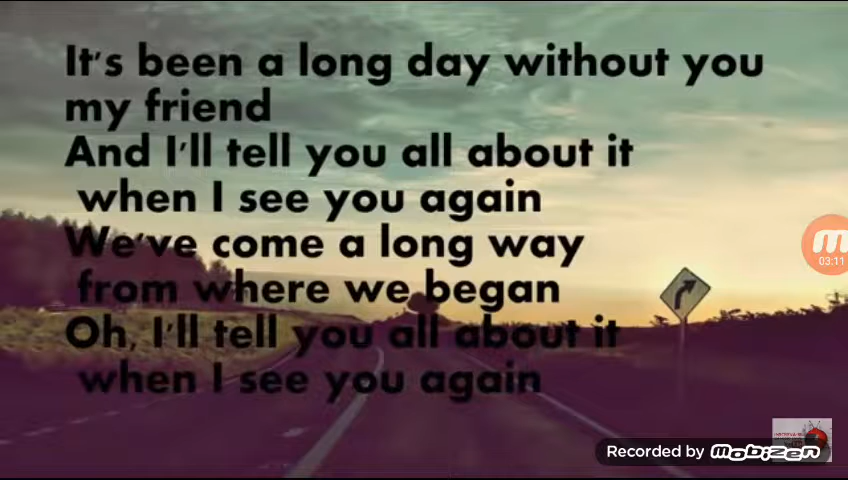 It's been a long day without you
my friend
And I'll tell you all about it
when I see you again
We've come a long way
from where we began
Oh, I'll tell you all about it
when I see you again
03:11
Recorded by Mobizen